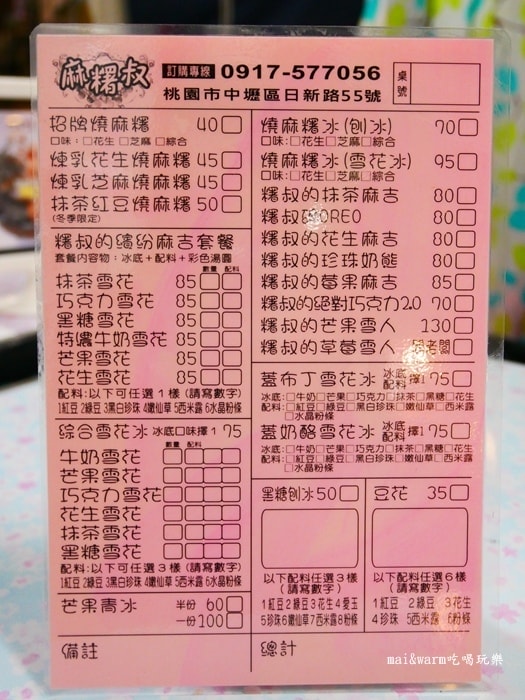 麻糬叔
訂購專線 0917-577056
桃園市中壢區日新路55號
桌號
招牌燒麻糬 40□
口味：□花生 □芝麻 □綜合
煉乳花生燒麻糬 45□
煉乳芝麻燒麻糬 45□
抹茶紅豆燒麻糬 50□
(冬季限定)
糬叔的繽紛麻吉套餐
套餐內容物：冰底+配料+彩色湯圓
數量 配料
抹茶雪花 85□□
巧克力雪花 85□□
黑糖雪花 85□□
特濃牛奶雪花 85□□
芒果雪花 85□□
花生雪花 85□□
配料：以下可任選1樣(請寫數字)
1紅豆 2綠豆 3黑白珍珠 4嫩仙草 5西米露 6水晶粉條
綜合雪花冰 冰底口味擇1 75
數量 配料
牛奶雪花 □□□□
芒果雪花 □□□□
巧克力雪花 □□□□
花生雪花 □□□□
抹茶雪花 □□□□
黑糖雪花 □□□□
配料：以下可任選3樣(請寫數字)
1紅豆 2綠豆 3黑白珍珠 4嫩仙草 5西米露 6水晶粉條
芒果青冰 半份 60□
一份 100□
備註
燒麻糬冰(刨冰) 70□
口味：□花生□芝麻□綜合
燒麻糬冰(雪花冰) 95□
口味：□花生□芝麻□綜合
糬叔的抹茶麻吉 80□
糬叔 OREO 80□
糬叔的花生麻吉 80□
糬叔的珍珠奶熊 80□
糬叔的莓果麻吉 85□
糬叔的絕對巧克力2.0 70□
糬叔的芒果雪人 130□
糬叔的草莓雪人 問老闆□
蓋布丁雪花冰 冰底配料擇1 75
冰底：□牛奶□芒果□巧克力□抹茶□黑糖□花生
配料：□紅豆□綠豆□黑白珍珠□嫩仙草□西米露
□水晶粉條
蓋奶酪雪花冰 冰底配料擇1 75
冰底：□牛奶□芒果□巧克力□抹茶□黑糖□花生
配料：□紅豆□綠豆□黑白珍珠□嫩仙草□西米露
□水晶粉條
黑糖刨冰50□
以下配料任選3樣
(請寫數字)
1紅豆2綠豆3花生4愛玉
5珍珠6嫩仙草7西米露8粉條
豆花 35□
以下配料任選6樣
(請寫數字)
1紅豆 2綠豆 3花生
4珍珠 5西米露 6粉條
總計
mai&warm吃喝玩樂